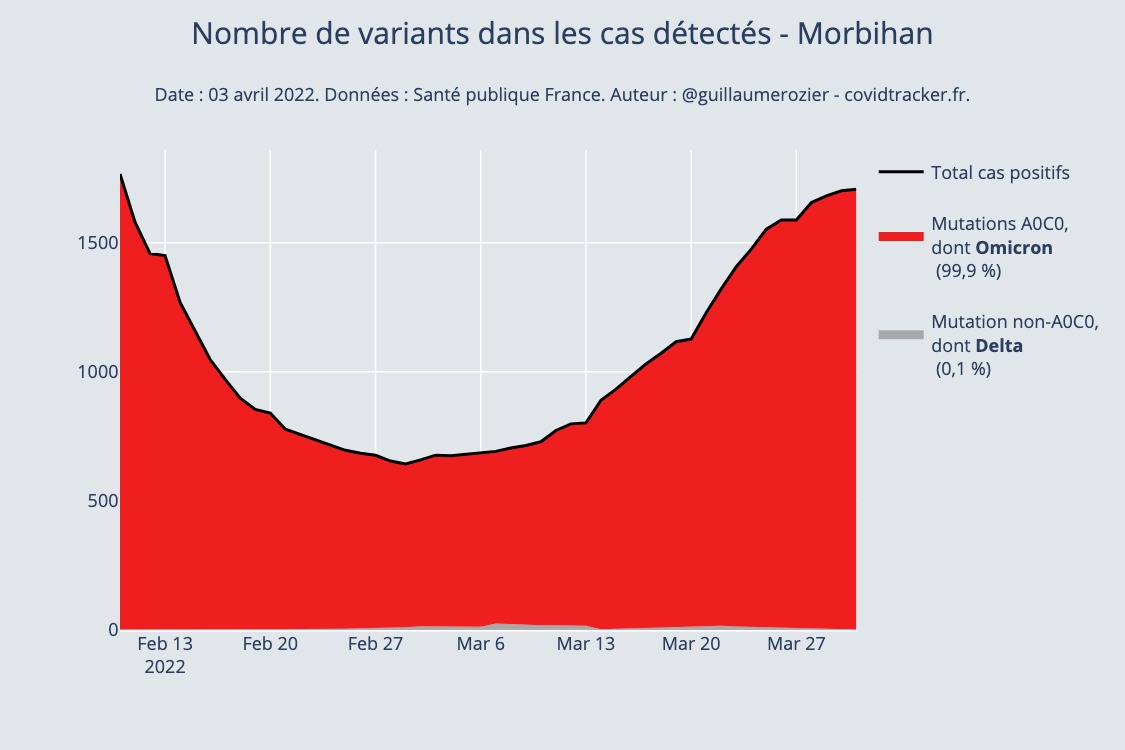 Nombre de variants dans les cas détectés - Morbihan
Date : 03 avril 2022. Données : Santé publique France. Auteur : @guillaumerozier - covidtracker.fr.
Total cas positifs
Mutations A0C0,
dont Omicron
(99,9 %)
Mutation non-A0C0,
dont Delta
(0,1 %)
1500
1000
500
0
Feb 13 Feb 20 Feb 27 Mar 6 Mar 13 Mar 20 Mar 27
2022